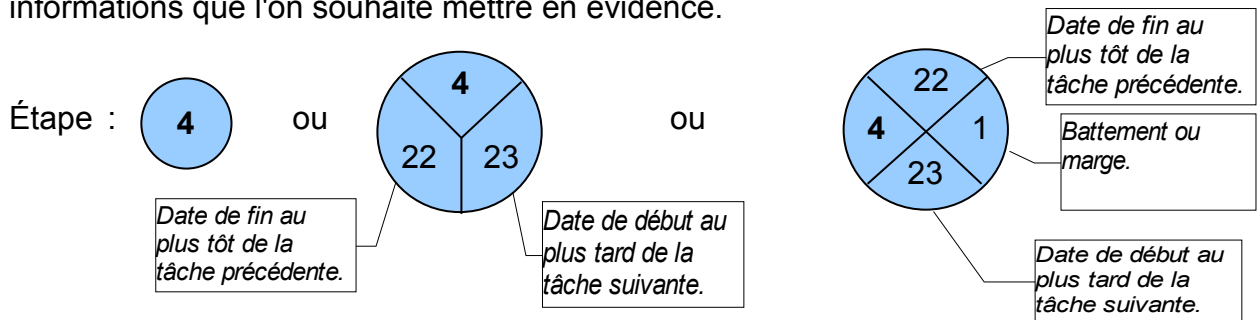 informations que l'on souhaite mettre en évidence.
Étape :
4
ou
4
22
23
ou
22
4
1
23
Date de fin au
plus tôt de la
tâche précédente.
Date de début au
plus tard de la
tâche suivante.
Date de fin au
plus tôt de la
tâche précédente.
Battement ou
marge.
Date de début au
plus tard de la
tâche suivante.